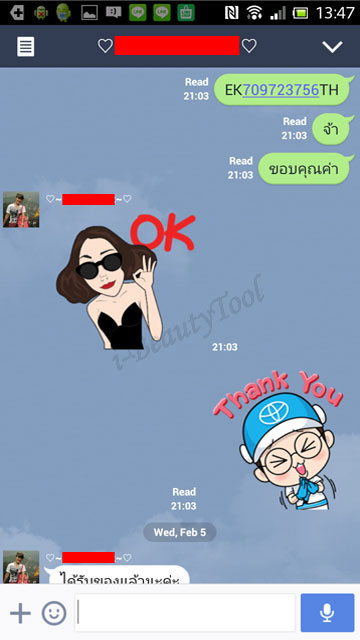 13:47
♡ ♡
Read
21:03
EK709723756TH
Read
21:03
จ้า
Read
21:03
ขอบคุณค่า
♡~ ~♡
OK
i-BeautyTool
21:03
Thank You
Read
21:03
Wed, Feb 5
♡~ ~♡
ได้รับของแล้วนะค่ะ